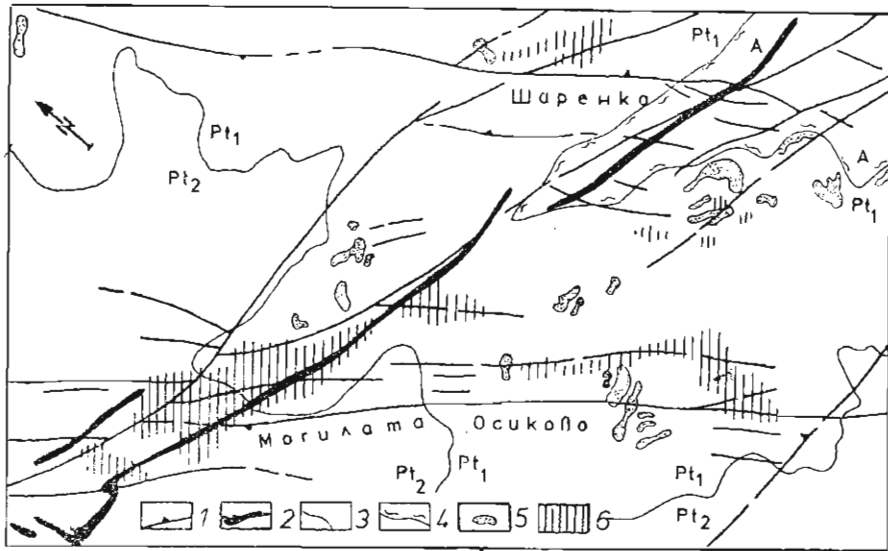 Pt₁
A
Шаренка
N
Pt₁
Pt₂
A
Pt₁
Могилата Осиково
Pt₂ Pt₁
Pt₁
Pt₂
1 2 3 4 5 6